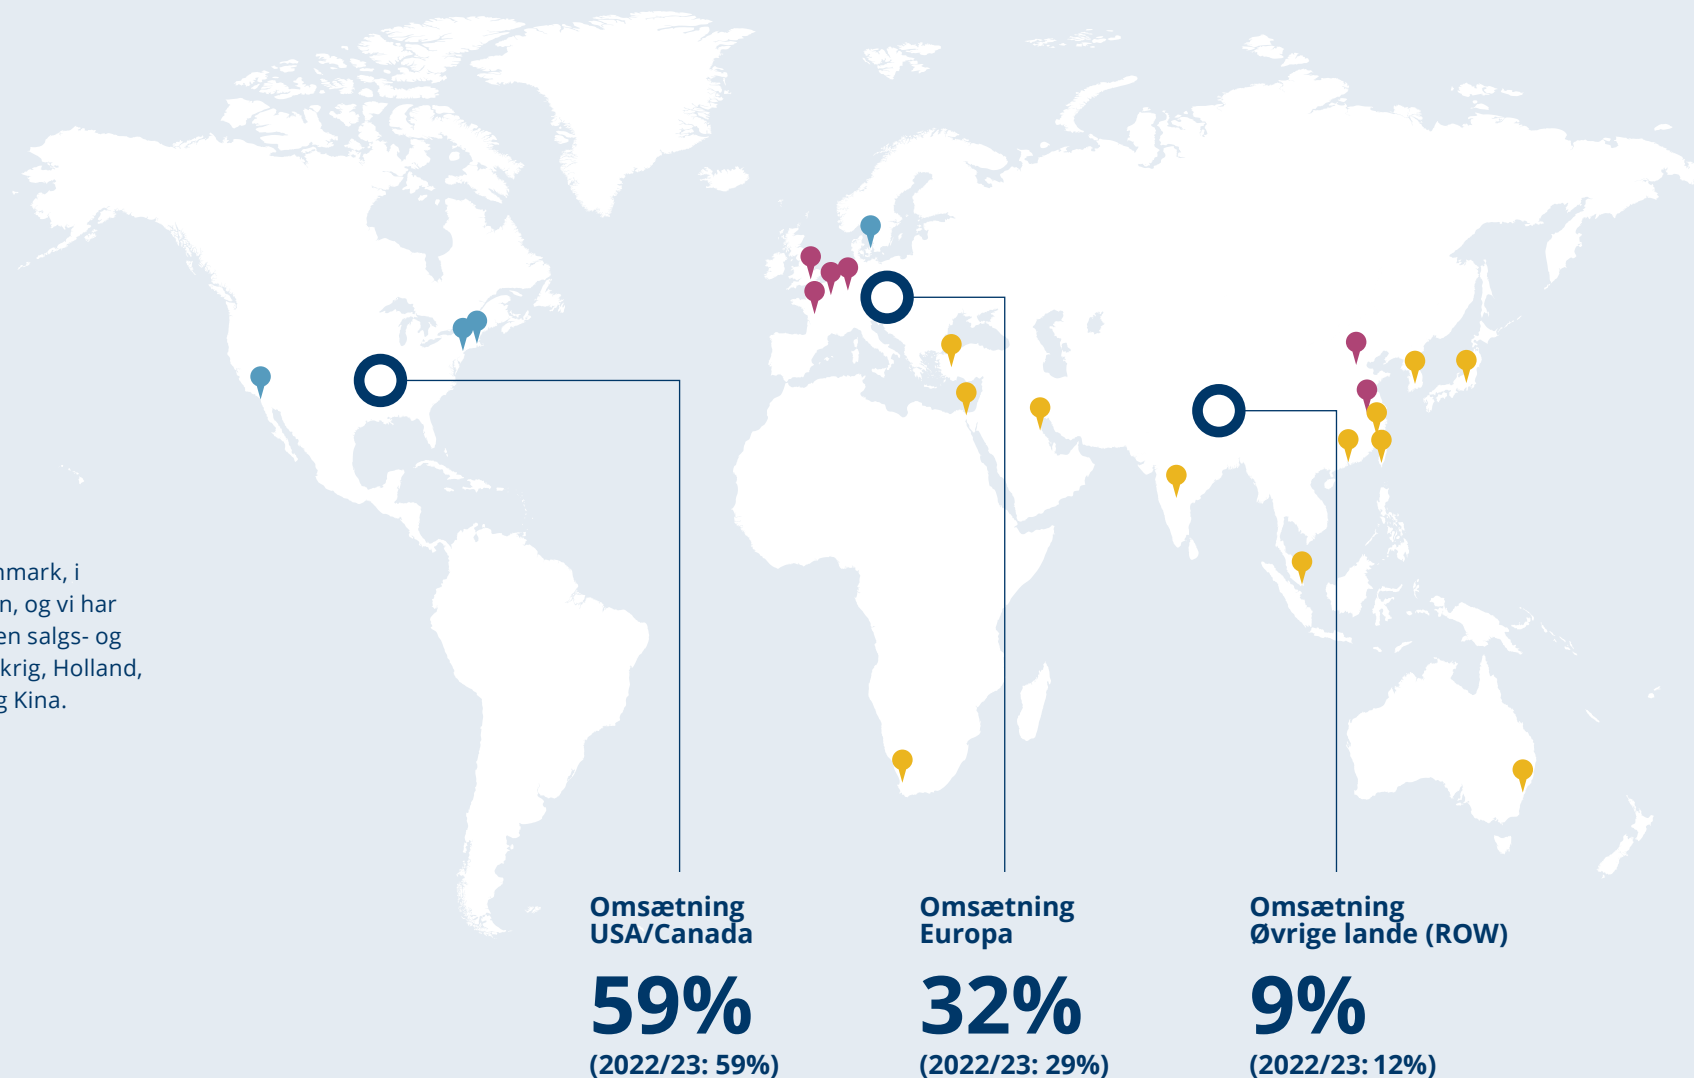 nmark, i
n, og vi har
en salgs- og
krig, Holland,
g Kina.
Omsætning
USA/Canada
59%
(2022/23: 59%)
Omsætning
Europa
32%
(2022/23: 29%)
Omsætning
Øvrige lande (ROW)
9%
(2022/23: 12%)